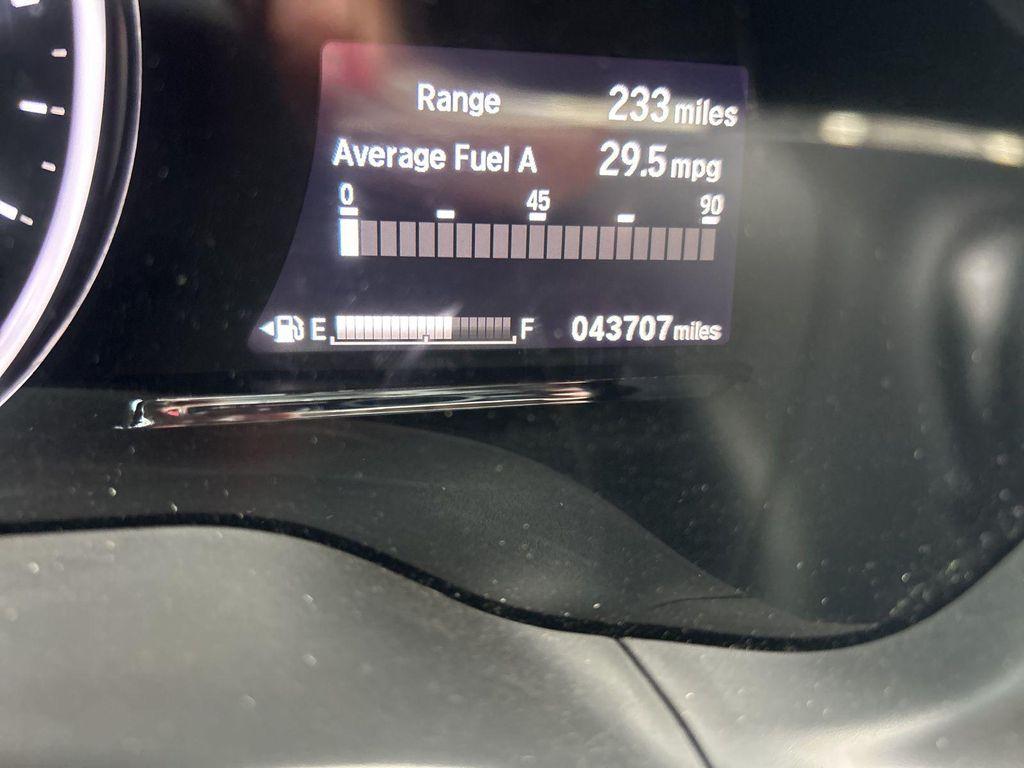 Range 233 miles
Average Fuel A 29.5 mpg
0 45 90
E F 043707 miles